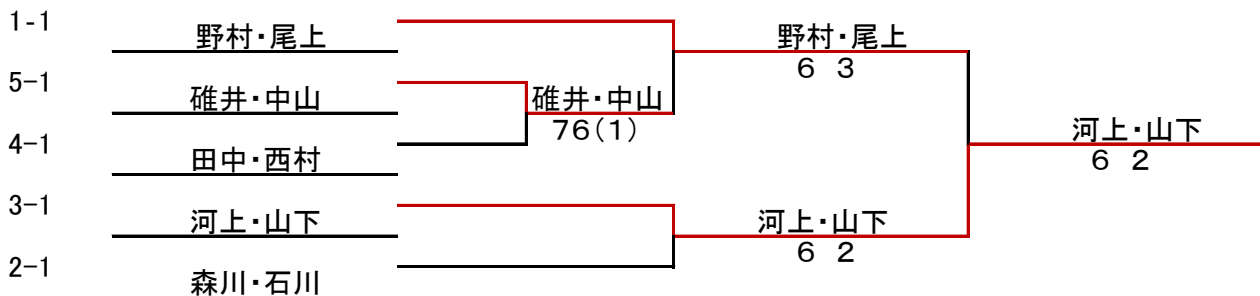 1-1
野村・尾上
野村・尾上
6 3
5-1
碓井・中山
碓井・中山
76(1)
4-1
田中・西村
河上・山下
6 2
3-1
河上・山下
河上・山下
6 2
2-1
森川・石川